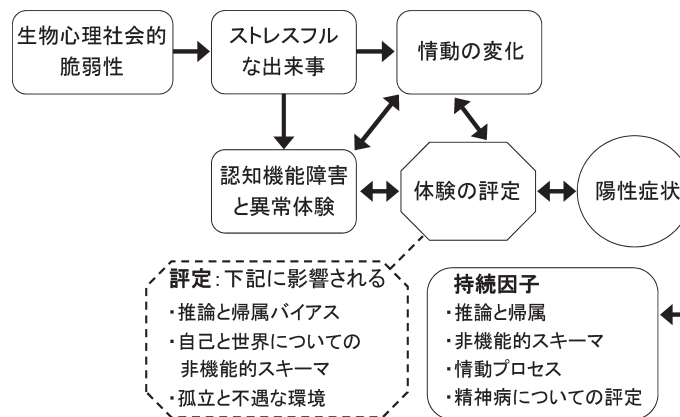 生物心理社会的
脆弱性
ストレスフル
な出来事
情動の変化
認知機能障害
と異常体験
体験の評定
陽性症状
評定：下記に影響される
・推論と帰属バイアス
・自己と世界についての
非機能的スキーマ
・孤立と不遇な環境
持続因子
・推論と帰属
・非機能的スキーマ
・情動プロセス
・精神病についての評定